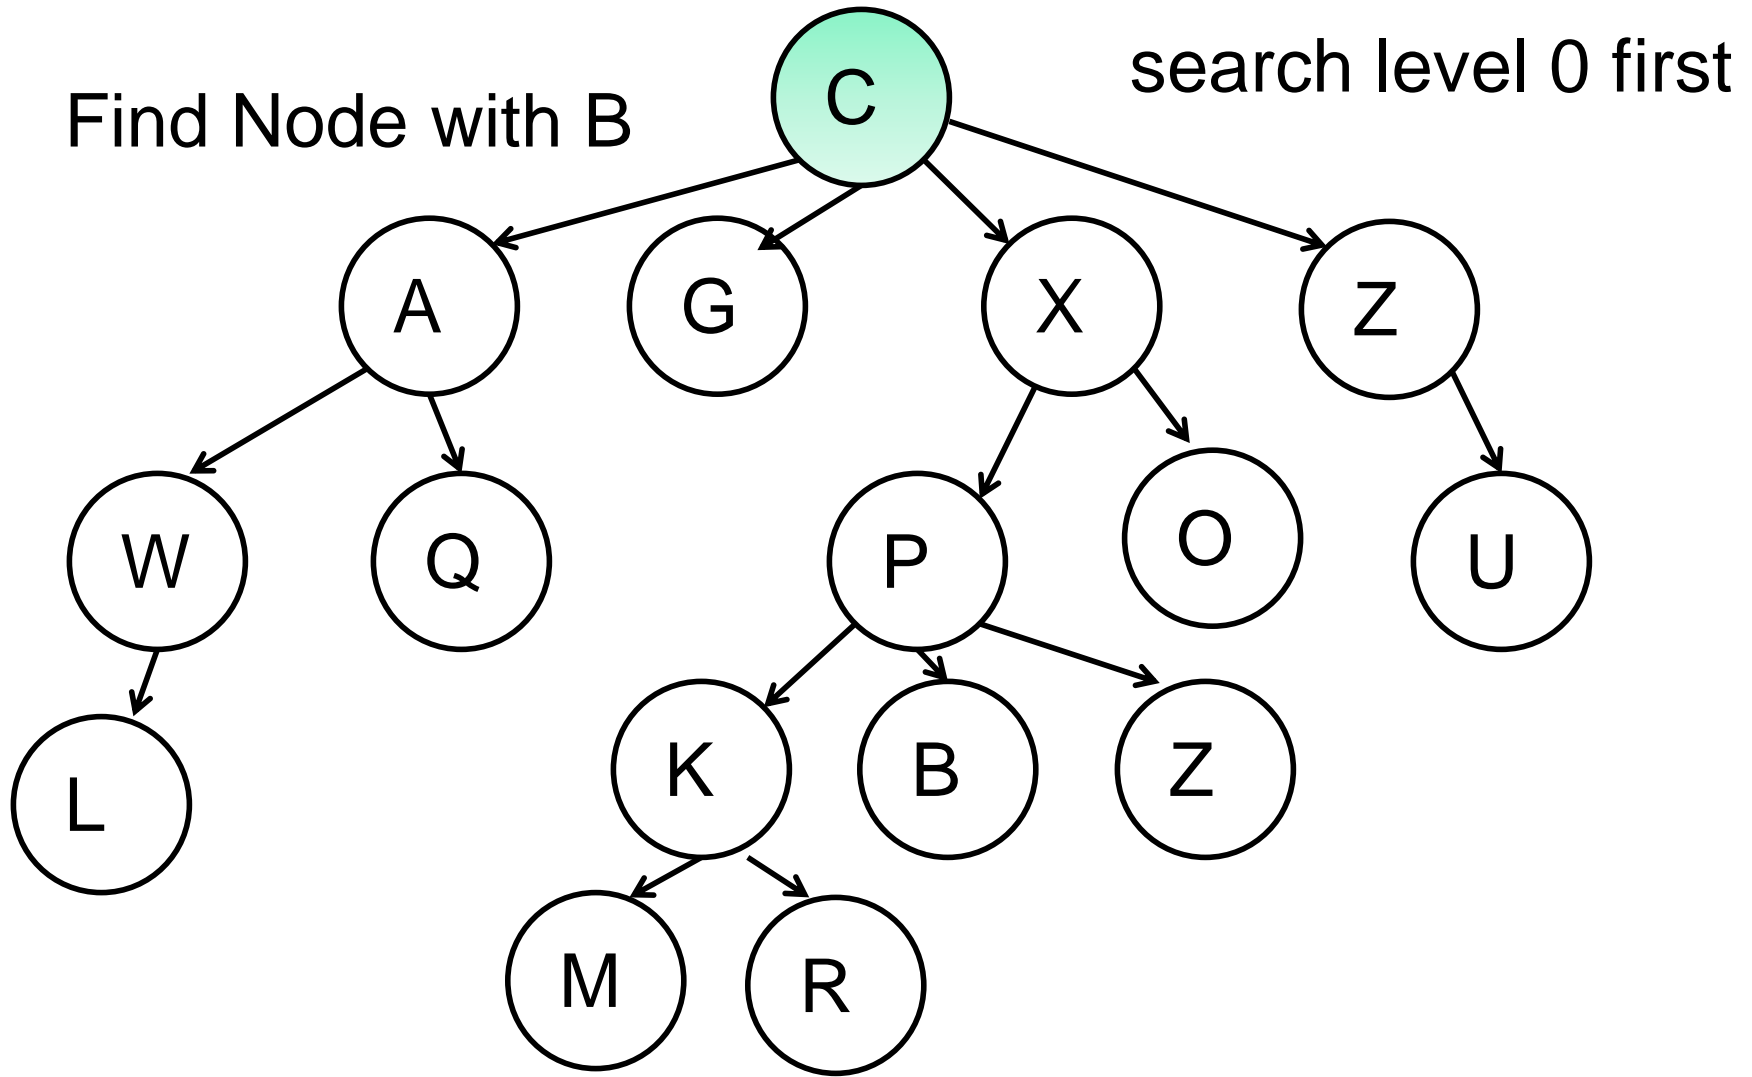 search level 0 first
Find Node with B
C
A G X Z
W Q P O U
L K B Z
M R